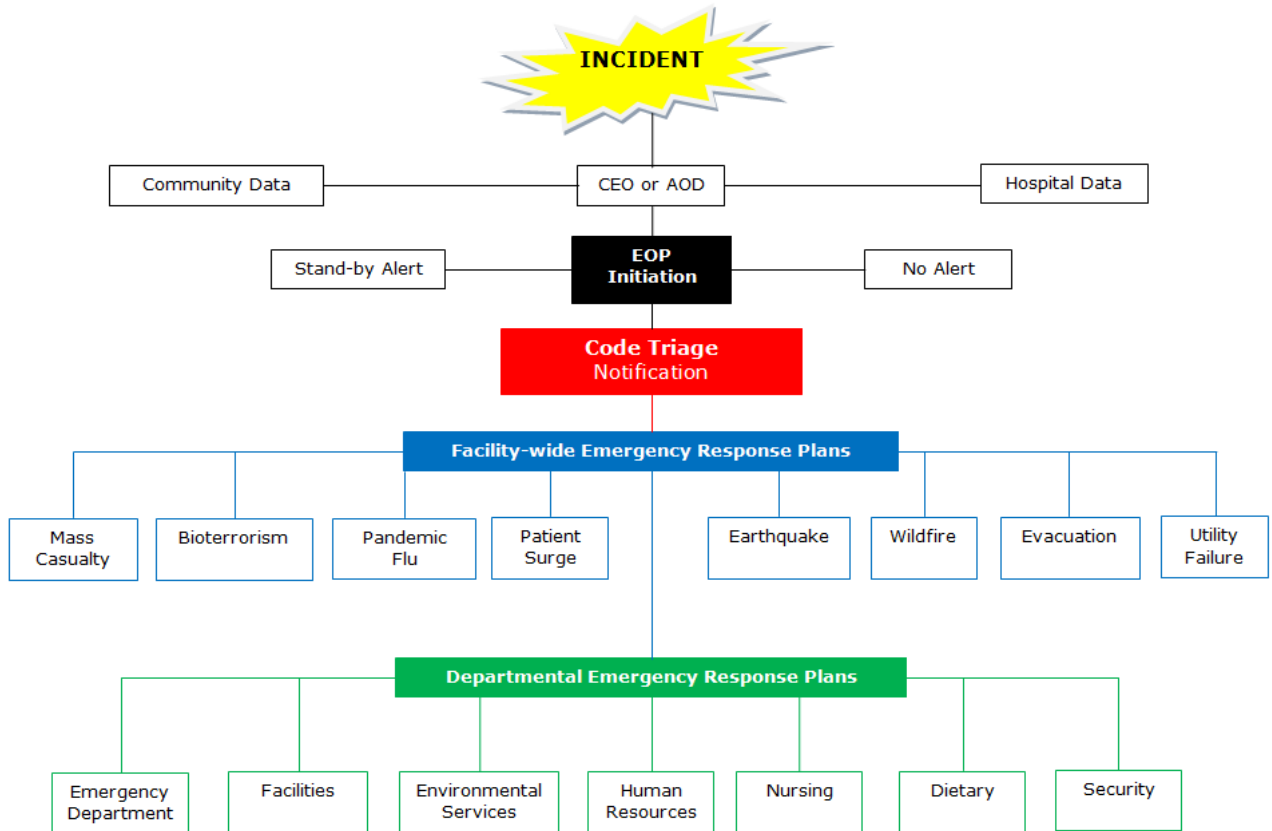 INCIDENT
Community Data
CEO or AOD
Hospital Data
Stand-by Alert
EOP
Initiation
No Alert
Code Triage
Notification
Facility-wide Emergency Response Plans
Mass
Casualty
Bioterrorism
Pandemic
Flu
Patient
Surge
Earthquake
Wildfire
Evacuation
Utility
Failure
Departmental Emergency Response Plans
Emergency
Department
Facilities
Environmental
Services
Human
Resources
Nursing
Dietary
Security